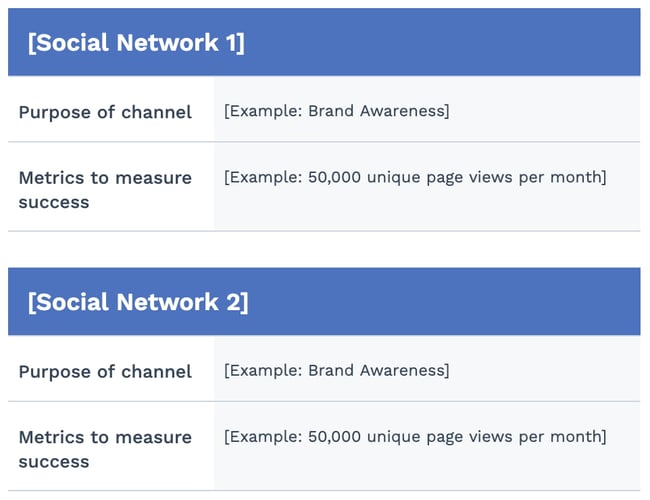 [Social Network 1]
Purpose of channel
[Example: Brand Awareness]
Metrics to measure
success
[Example: 50,000 unique page views per month]
[Social Network 2]
Purpose of channel
[Example: Brand Awareness]
Metrics to measure
success
[Example: 50,000 unique page views per month]